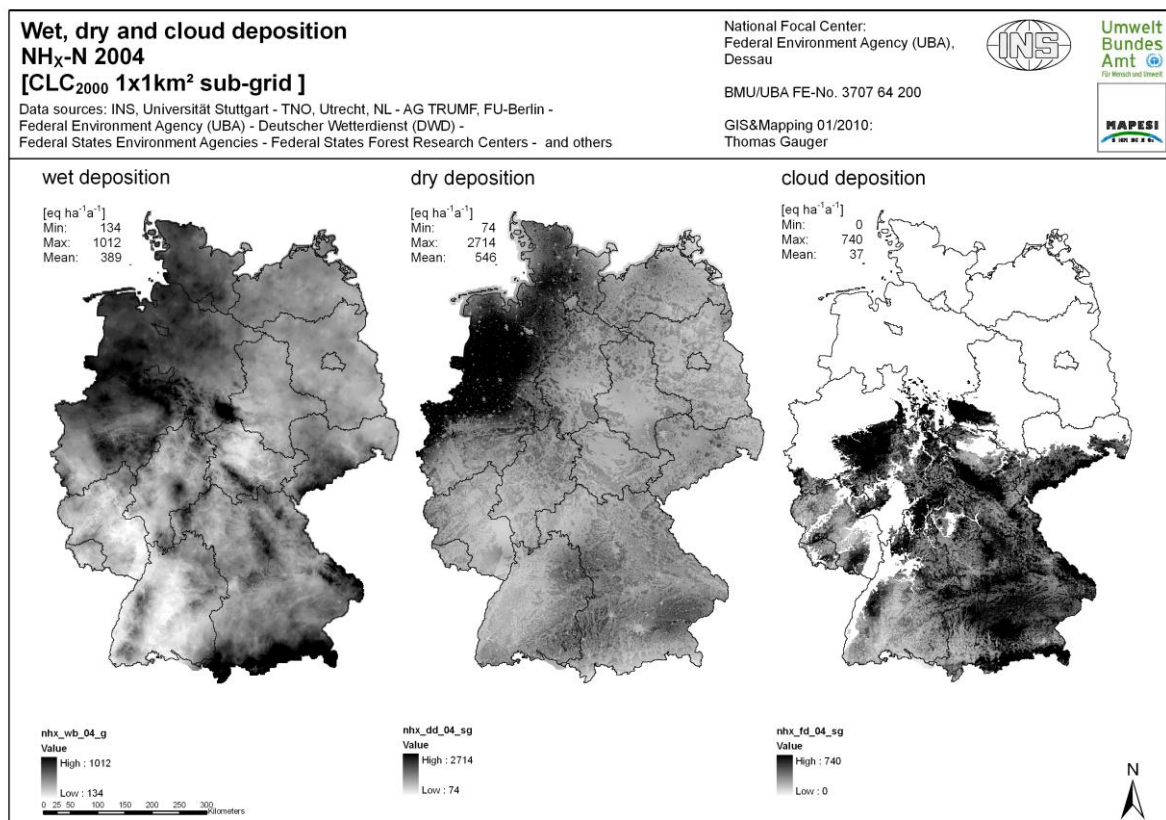 Wet, dry and cloud deposition
NHX-N 2004
[CLC2000 1x1km² sub-grid ]
Data sources: INS, Universität Stuttgart - TNO, Utrecht, NL - AG TRUMF, FU-Berlin -
Federal Environment Agency (UBA) - Deutscher Wetterdienst (DWD) -
Federal States Environment Agencies - Federal States Forest Research Centers - and others
National Focal Center:
Federal Environment Agency (UBA),
Dessau
BMU/UBA FE-No. 3707 64 200
GIS&Mapping 01/2010:
Thomas Gauger
INS
Umwelt
Bundes
Amt
Für Mensch und Umwelt
MAPESI
wet deposition
[eq ha-1a-1]
Min: 134
Max: 1012
Mean: 389
dry deposition
[eq ha-1a-1]
Min: 74
Max: 2714
Mean: 546
cloud deposition
[eq ha-1a-1]
Min: 0
Max: 740
Mean: 37
nhx_wb_04_g
Value
High : 1012
Low : 134
0 25 50 100 150 200 250 300
Kilometers
nhx_dd_04_sg
Value
High : 2714
Low : 74
nhx_fd_04_sg
Value
High : 740
Low : 0
N